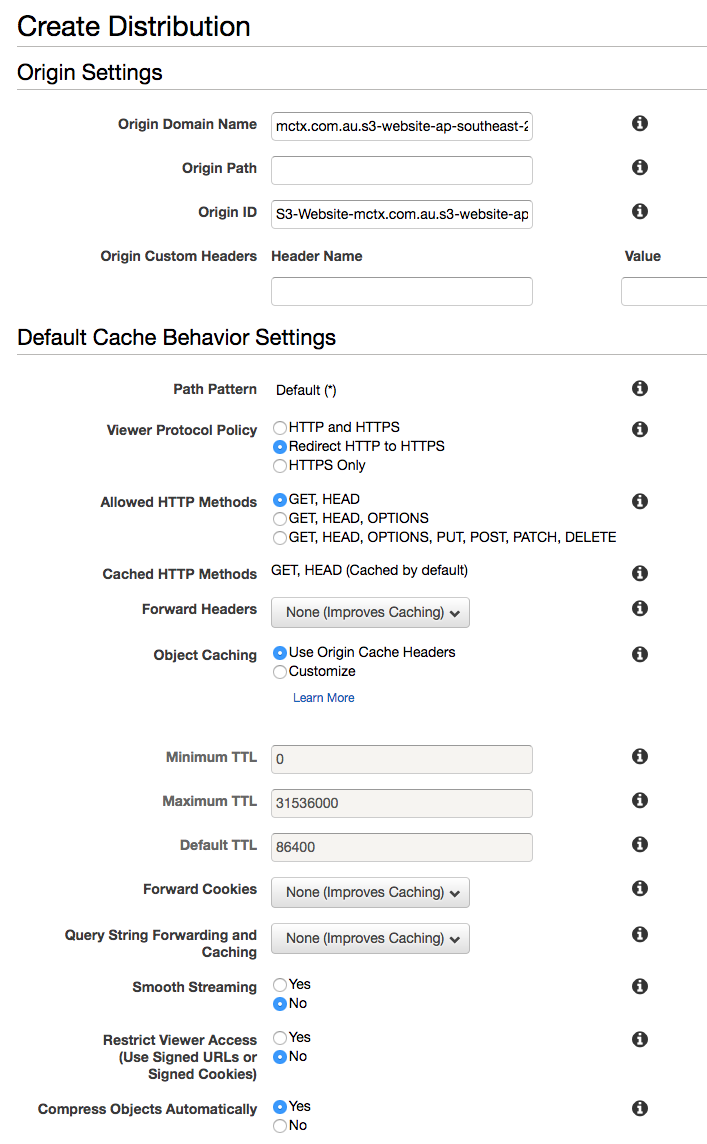 Create Distribution
Origin Settings
Origin Domain Name mctx.com.au.s3-website-ap-southeast-2
Origin Path
Origin ID S3-Website-mctx.com.au.s3-website-ap
Origin Custom Headers Header Name Value
Default Cache Behavior Settings
Path Pattern Default (*)
Viewer Protocol Policy HTTP and HTTPS
Redirect HTTP to HTTPS
HTTPS Only
Allowed HTTP Methods GET, HEAD
GET, HEAD, OPTIONS
GET, HEAD, OPTIONS, PUT, POST, PATCH, DELETE
Cached HTTP Methods GET, HEAD (Cached by default)
Forward Headers None (Improves Caching)
Object Caching Use Origin Cache Headers
Customize
Learn More
Minimum TTL 0
Maximum TTL 31536000
Default TTL 86400
Forward Cookies None (Improves Caching)
Query String Forwarding and None (Improves Caching)
Caching
Smooth Streaming Yes
No
Restrict Viewer Access Yes
(Use Signed URLs or No
Signed Cookies)
Compress Objects Automatically Yes
No